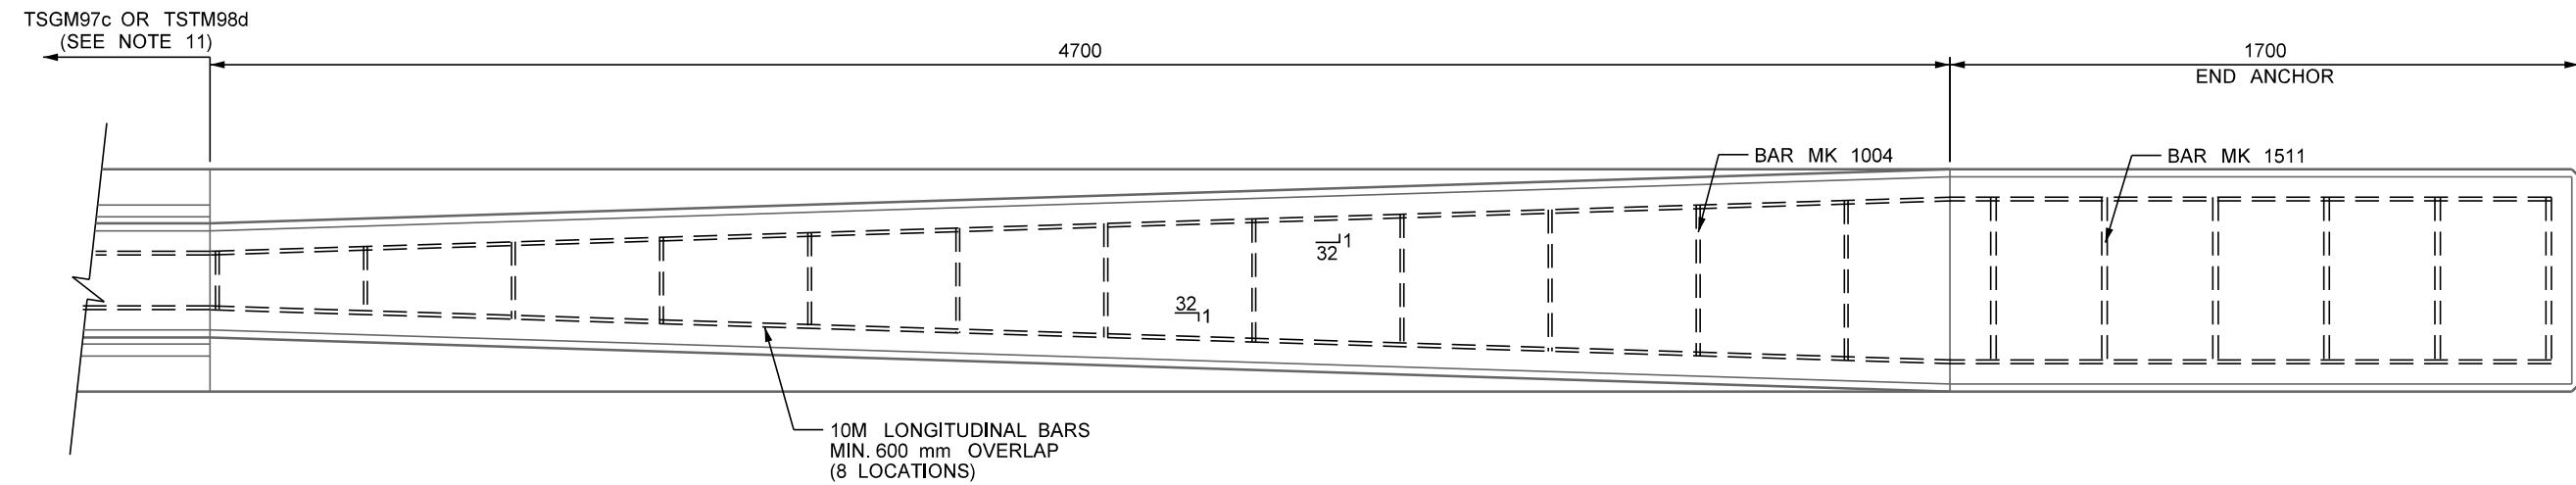 TSGM97c OR TSTM98d
(SEE NOTE 11)
4700
1700
END ANCHOR
BAR MK 1004
BAR MK 1511
1
32
32
1
10M LONGITUDINAL BARS
MIN. 600 mm OVERLAP
(8 LOCATIONS)